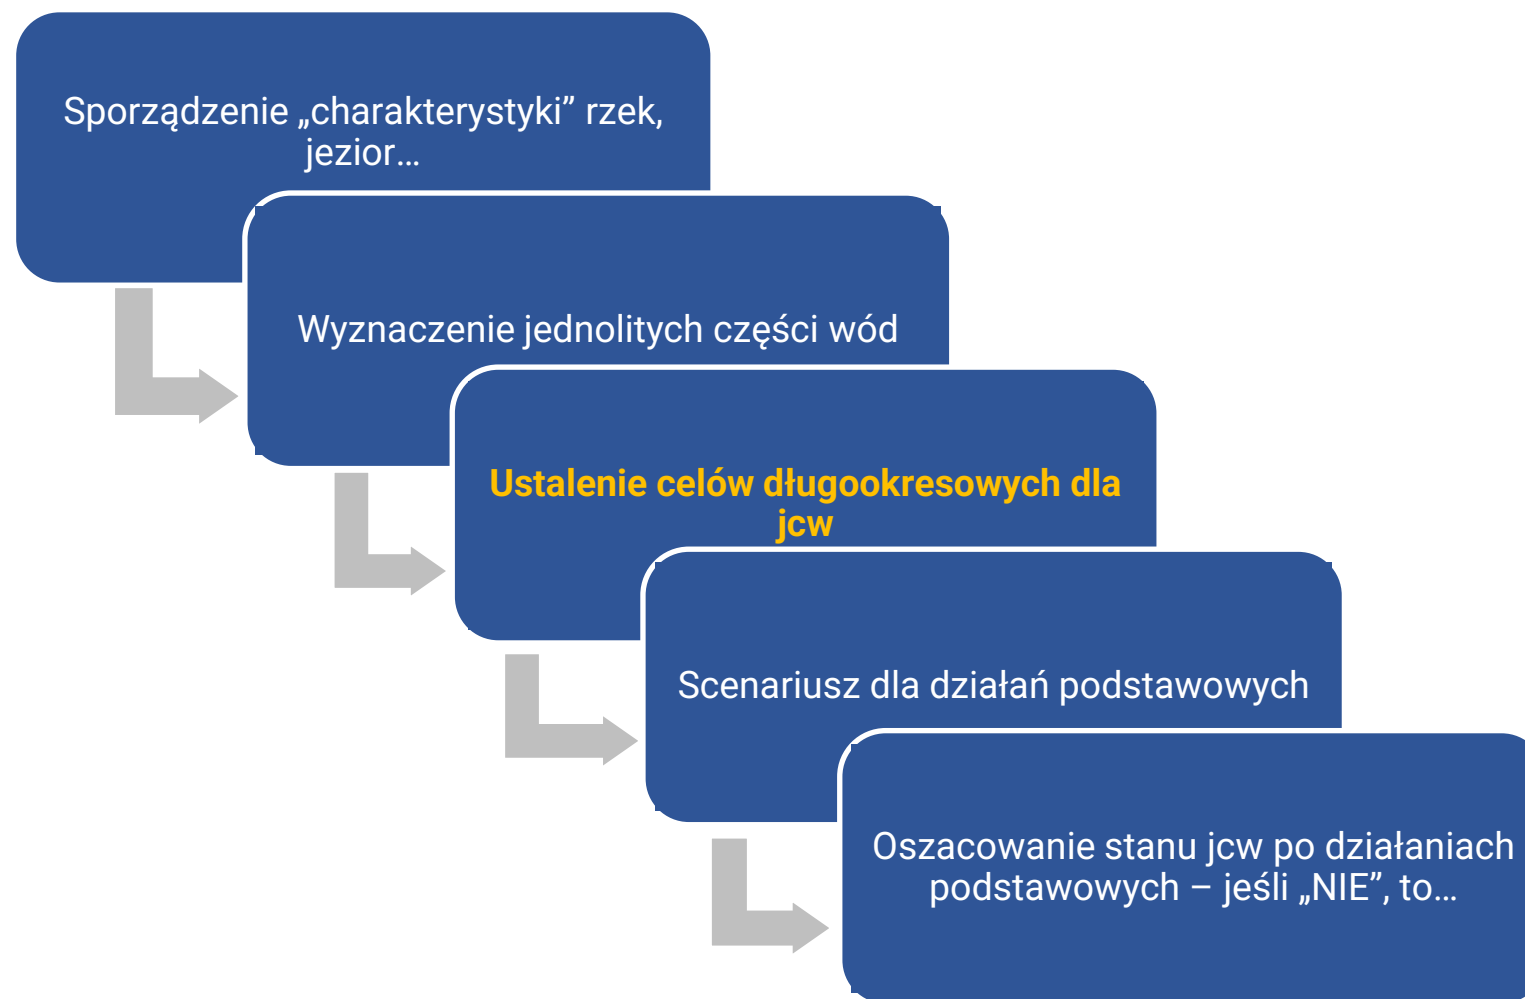 Sporządzenie „charakterystyki” rzek,
jezior…
Wyznaczenie jednolitych części wód
Ustalenie celów długookresowych dla
jcw
Scenariusz dla działań podstawowych
Oszacowanie stanu jcw po działaniach
podstawowych – jeśli „NIE”, to…